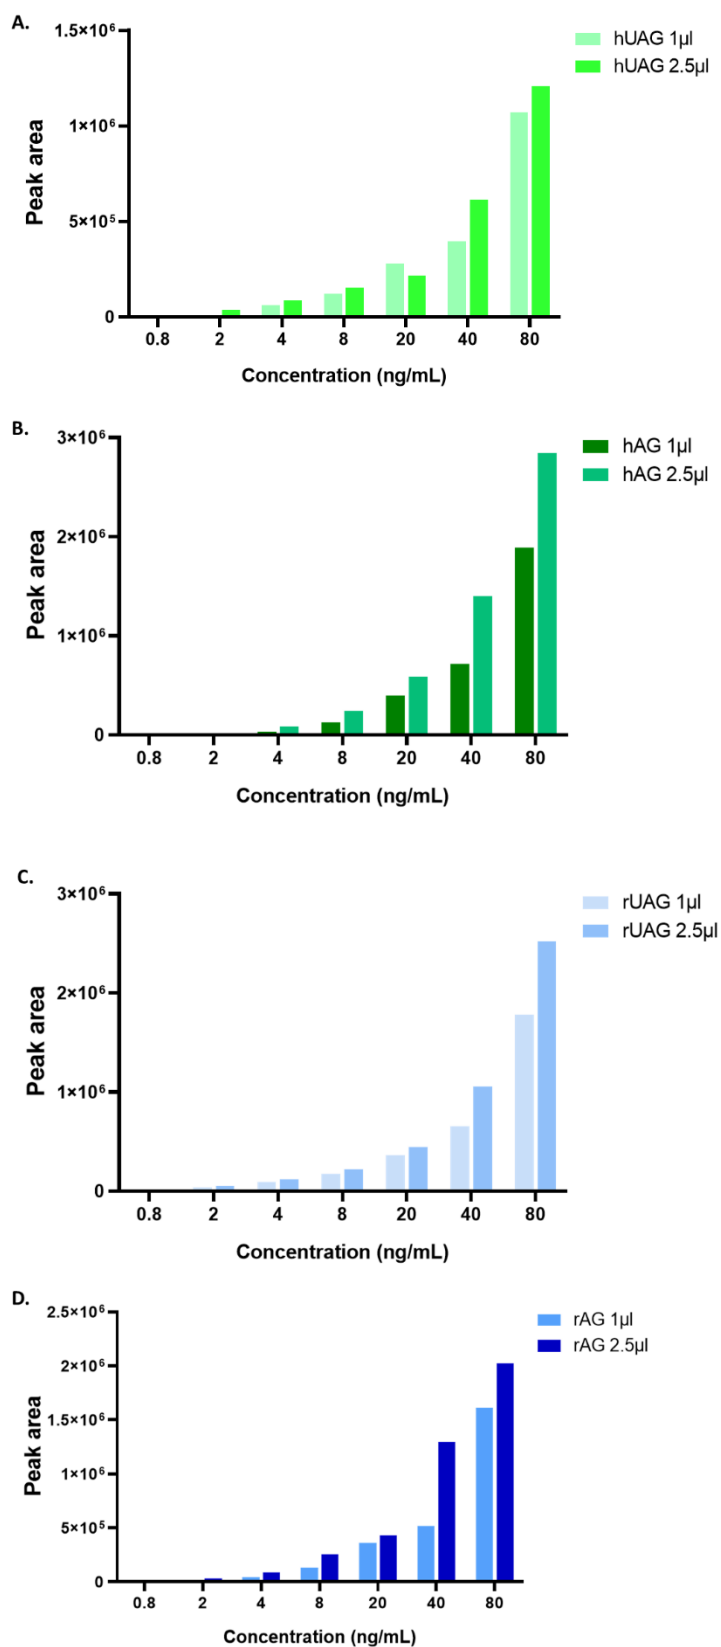 A.
hUAG 1µl
hUAG 2.5µl
Peak area
1.5×10⁶
1×10⁶
5×10⁵
0
0.8 2 4 8 20 40 80
Concentration (ng/mL)
B.
hAG 1µl
hAG 2.5µl
Peak area
3×10⁶
2×10⁶
1×10⁶
0
0.8 2 4 8 20 40 80
Concentration (ng/mL)
C.
rUAG 1µl
rUAG 2.5µl
Peak area
3×10⁶
2×10⁶
1×10⁶
0
0.8 2 4 8 20 40 80
Concentration (ng/mL)
D.
rAG 1µl
rAG 2.5µl
Peak area
2.5×10⁶
2×10⁶
1.5×10⁶
1×10⁶
5×10⁵
0
0.8 2 4 8 20 40 80
Concentration (ng/mL)